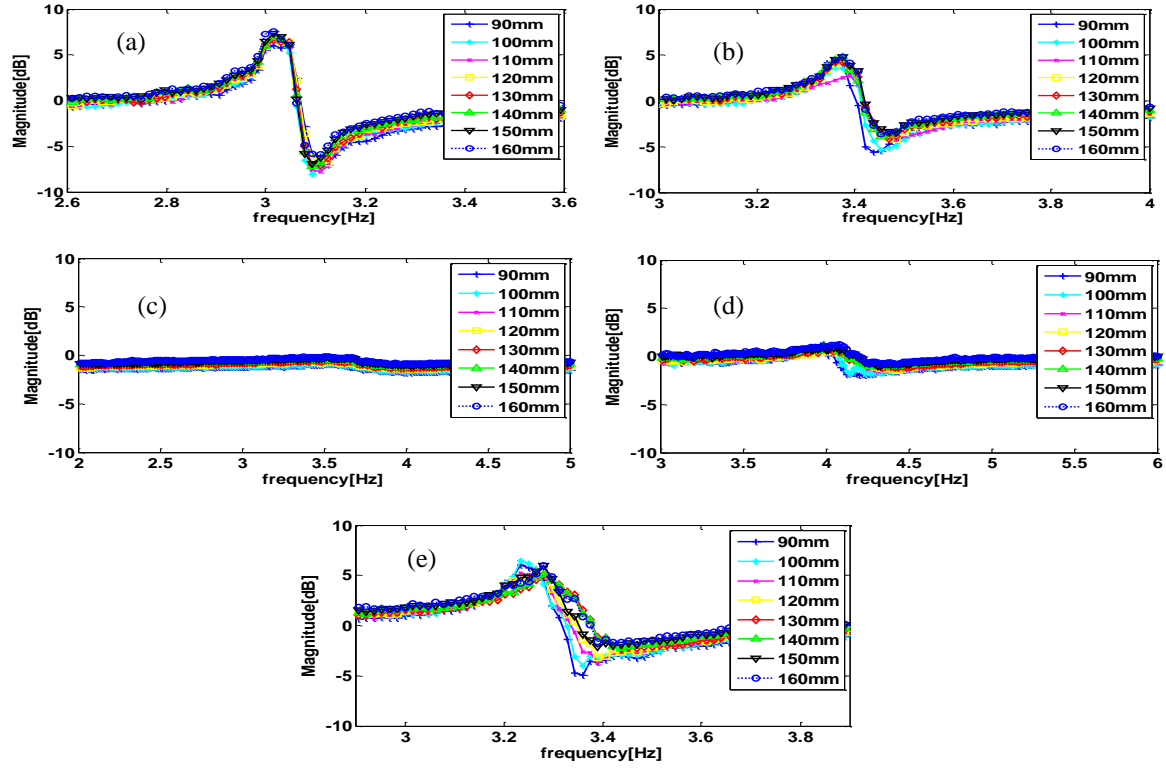 10
5
0
-5
-10
Magnitude[dB]
(a)
90mm
100mm
110mm
120mm
130mm
140mm
150mm
160mm
2.6 2.8 3 3.2 3.4 3.6
frequency[Hz]
10
5
0
-5
-10
Magnitude[dB]
(b)
90mm
100mm
110mm
120mm
130mm
140mm
150mm
160mm
3 3.2 3.4 3.6 3.8 4
frequency[Hz]
10
5
0
-5
-10
Magnitude[dB]
(c)
90mm
100mm
110mm
120mm
130mm
140mm
150mm
160mm
2 2.5 3 3.5 4 4.5 5
frequency[Hz]
10
5
0
-5
-10
Magnitude[dB]
(d)
90mm
100mm
110mm
120mm
130mm
140mm
150mm
160mm
3 3.5 4 4.5 5 5.5 6
frequency[Hz]
10
5
0
-5
-10
Magnitude[dB]
(e)
90mm
100mm
110mm
120mm
130mm
140mm
150mm
160mm
3 3.2 3.4 3.6 3.8
frequency[Hz]